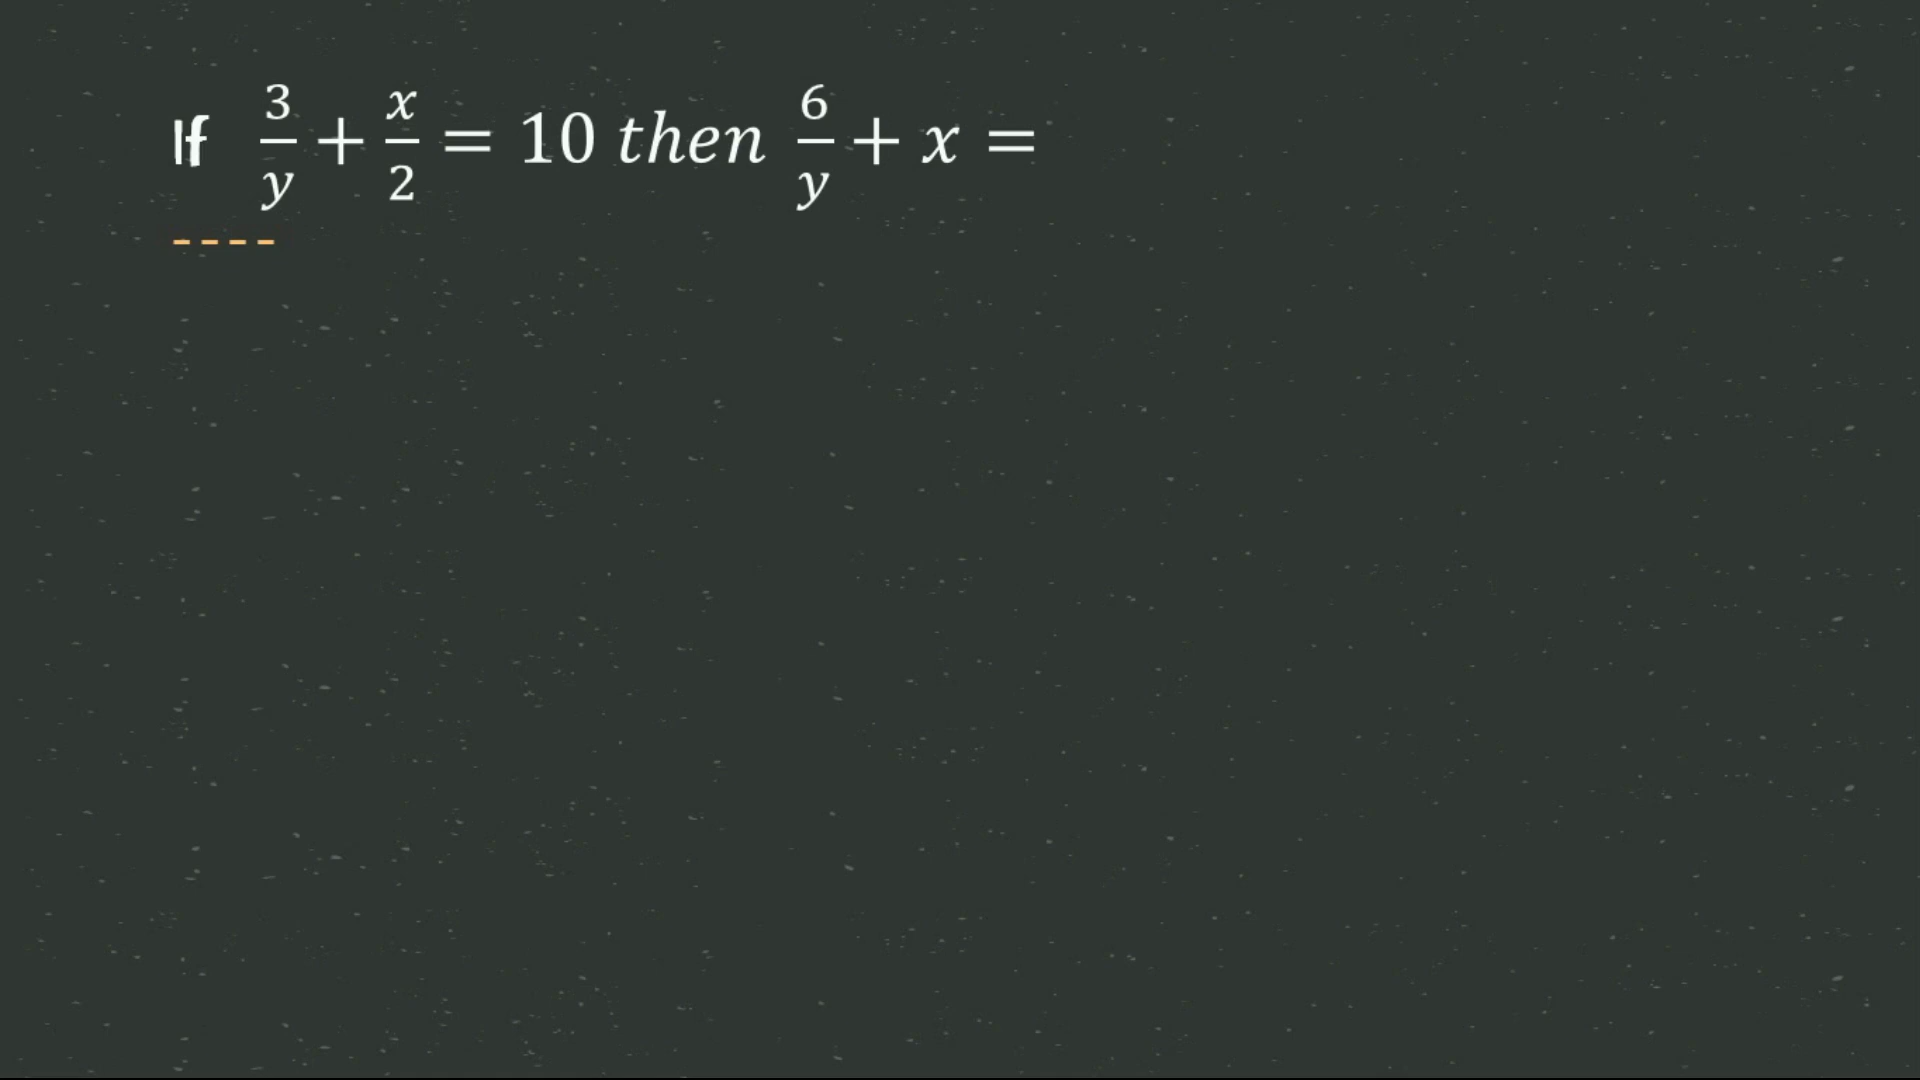 If 3/y + x/2 = 10 then 6/y + x =